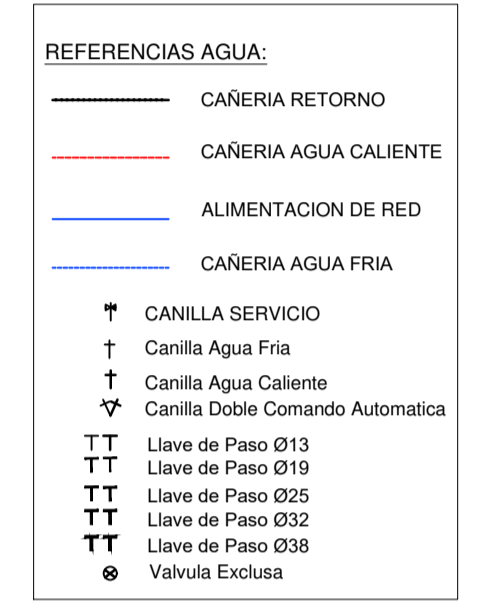 REFERENCIAS AGUA:
CAÑERIA RETORNO
CAÑERIA AGUA CALIENTE
ALIMENTACION DE RED
CAÑERIA AGUA FRIA
CANILLA SERVICIO
Canilla Agua Fria
Canilla Agua Caliente
Canilla Doble Comando Automatica
Llave de Paso Ø13
Llave de Paso Ø19
Llave de Paso Ø25
Llave de Paso Ø32
Llave de Paso Ø38
Valvula Exclusa